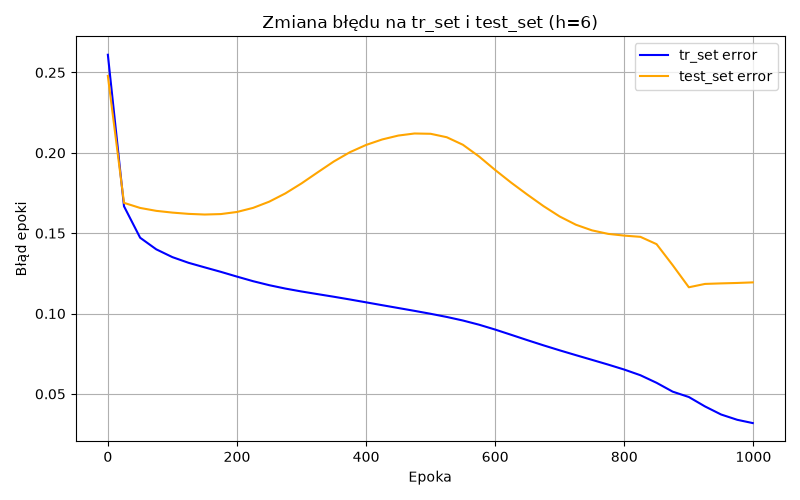 Zmiana błędu na tr_set i test_set (h=6)
tr_set error
test_set error
Błąd epoki
0.25
0.20
0.15
0.10
0.05
0 200 400 600 800 1000
Epoka